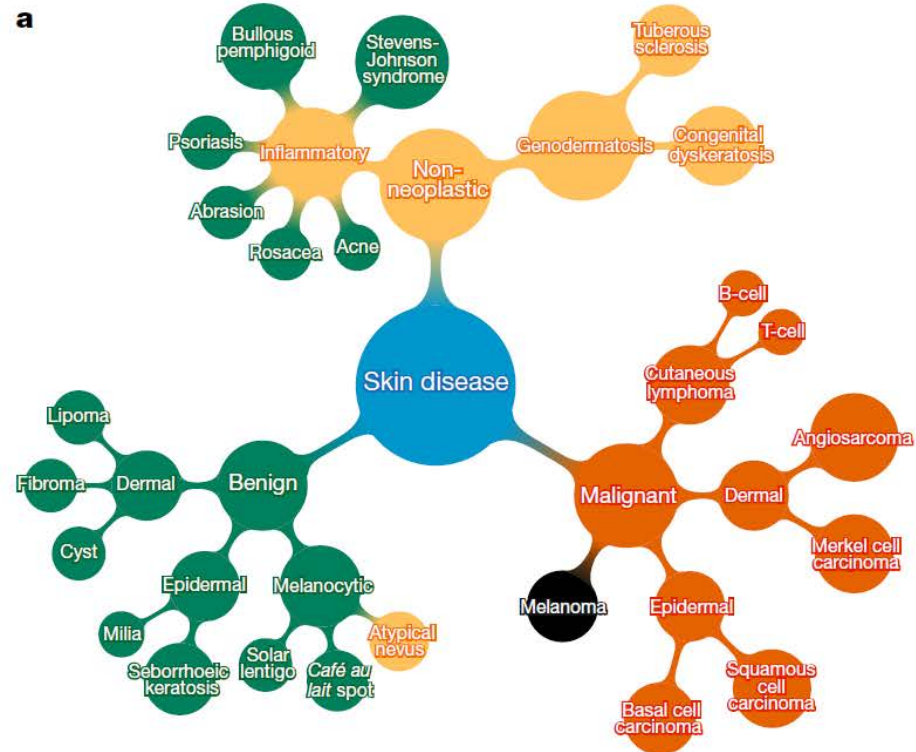 a
Bullous
pemphigoid
Stevens-
Johnson
syndrome
Tuberous
sclerosis
Psoriasis
Inflammatory
Non-
neoplastic
Genodermatosis
Congenital
dyskeratosis
Abrasion
Rosacea
Acne
B-cell
T-cell
Skin disease
Cutaneous
lymphoma
Lipoma
Angiosarcoma
Fibroma
Dermal
Benign
Malignant
Dermal
Cyst
Merkel cell
carcinoma
Epidermal
Melanocytic
Melanoma
Epidermal
Milia
Atypical
nevus
Seborrhoeic
keratosis
Solar
lentigo
Café au
lait spot
Squamous
cell
carcinoma
Basal cell
carcinoma